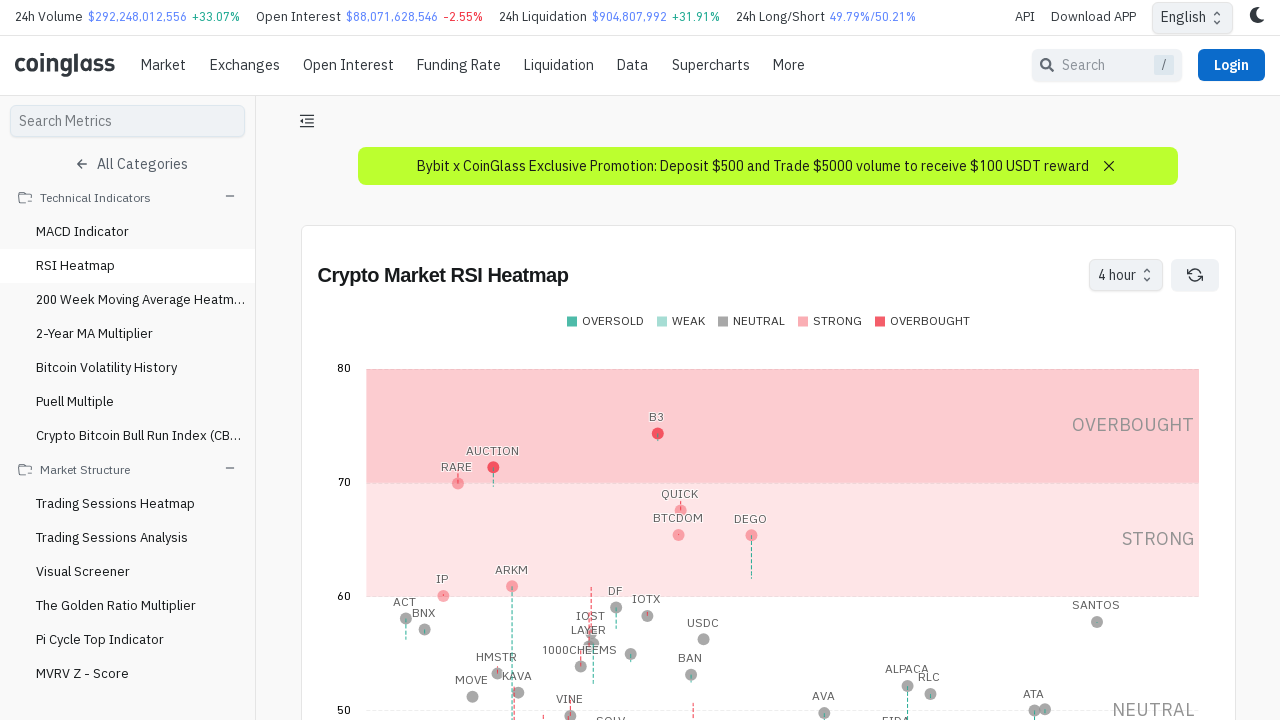 24h Volume $292,248,012,556 +33.07% Open Interest $88,071,628,546 -2.55% 24h Liquidation $904,807,992 +31.91% 24h Long/Short 49.79%/50.21% API Download APP English
coinglass Market Exchanges Open Interest Funding Rate Liquidation Data Supercharts More Search / Login
Search Metrics
All Categories
Technical Indicators
MACD Indicator
RSI Heatmap
200 Week Moving Average Heatm...
2-Year MA Multiplier
Bitcoin Volatility History
Puell Multiple
Crypto Bitcoin Bull Run Index (CB...
Market Structure
Trading Sessions Heatmap
Trading Sessions Analysis
Visual Screener
The Golden Ratio Multiplier
Pi Cycle Top Indicator
MVRV Z - Score
Bybit x CoinGlass Exclusive Promotion: Deposit $500 and Trade $5000 volume to receive $100 USDT reward
Crypto Market RSI Heatmap
4 hour
OVERSOLD WEAK NEUTRAL STRONG OVERBOUGHT
80
B3
OVERBOUGHT
AUCTION
RARE
70
QUICK
BTCDOM
DEGO
STRONG
ARKM
IP
DF
60
IOTX
ACT
SANTOS
BNX
IOST
USDC
LAYER
1000CHEEMS
HMSTR
BAN
ALPACA
KAVA
RLC
MOVE
ATA
AVA
VINE
50
NEUTRAL